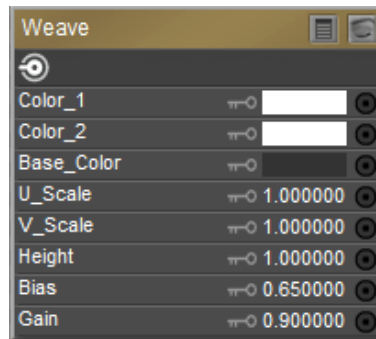 Weave
Color_1
Color_2
Base_Color
U_Scale 1.000000
V_Scale 1.000000
Height 1.000000
Bias 0.650000
Gain 0.900000